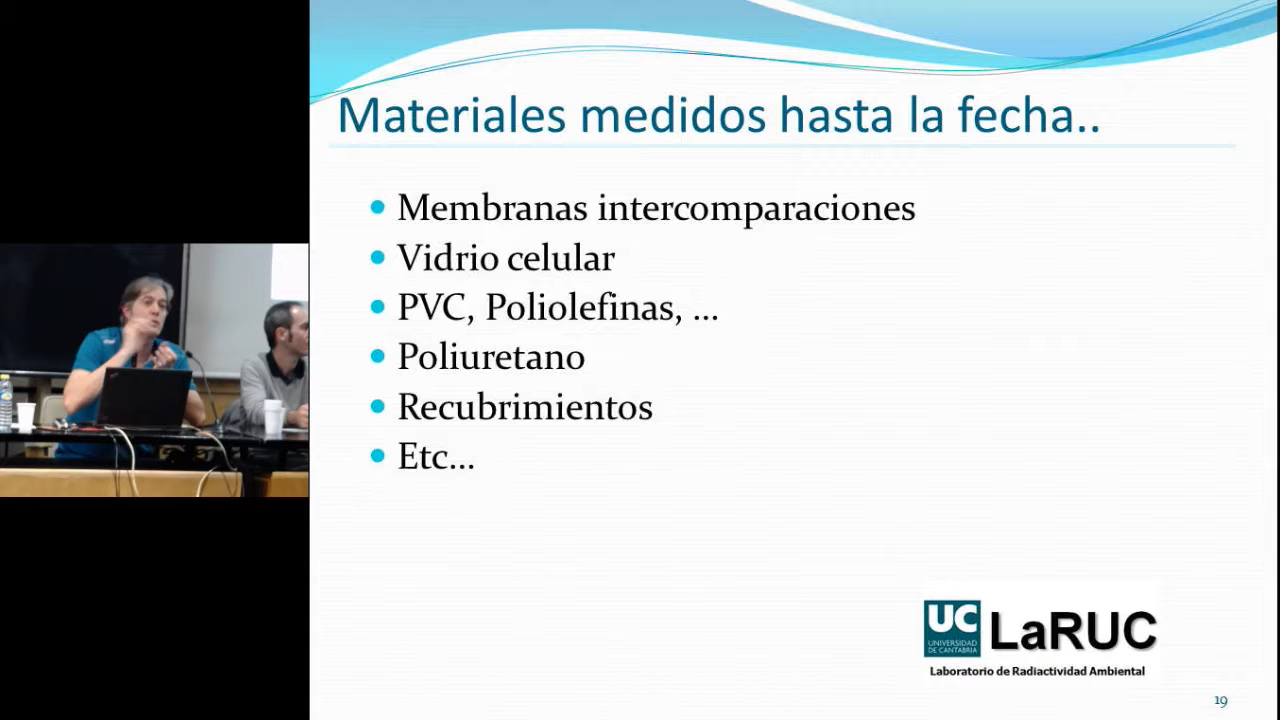 Materiales medidos hasta la fecha..
• Membranas intercomparaciones
• Vidrio celular
• PVC, Poliolefinas, ...
• Poliuretano
• Recubrimientos
• Etc...
UC
UNIVERSIDAD
DE CANTABRIA
LaRUC
Laboratorio de Radiactividad Ambiental
19